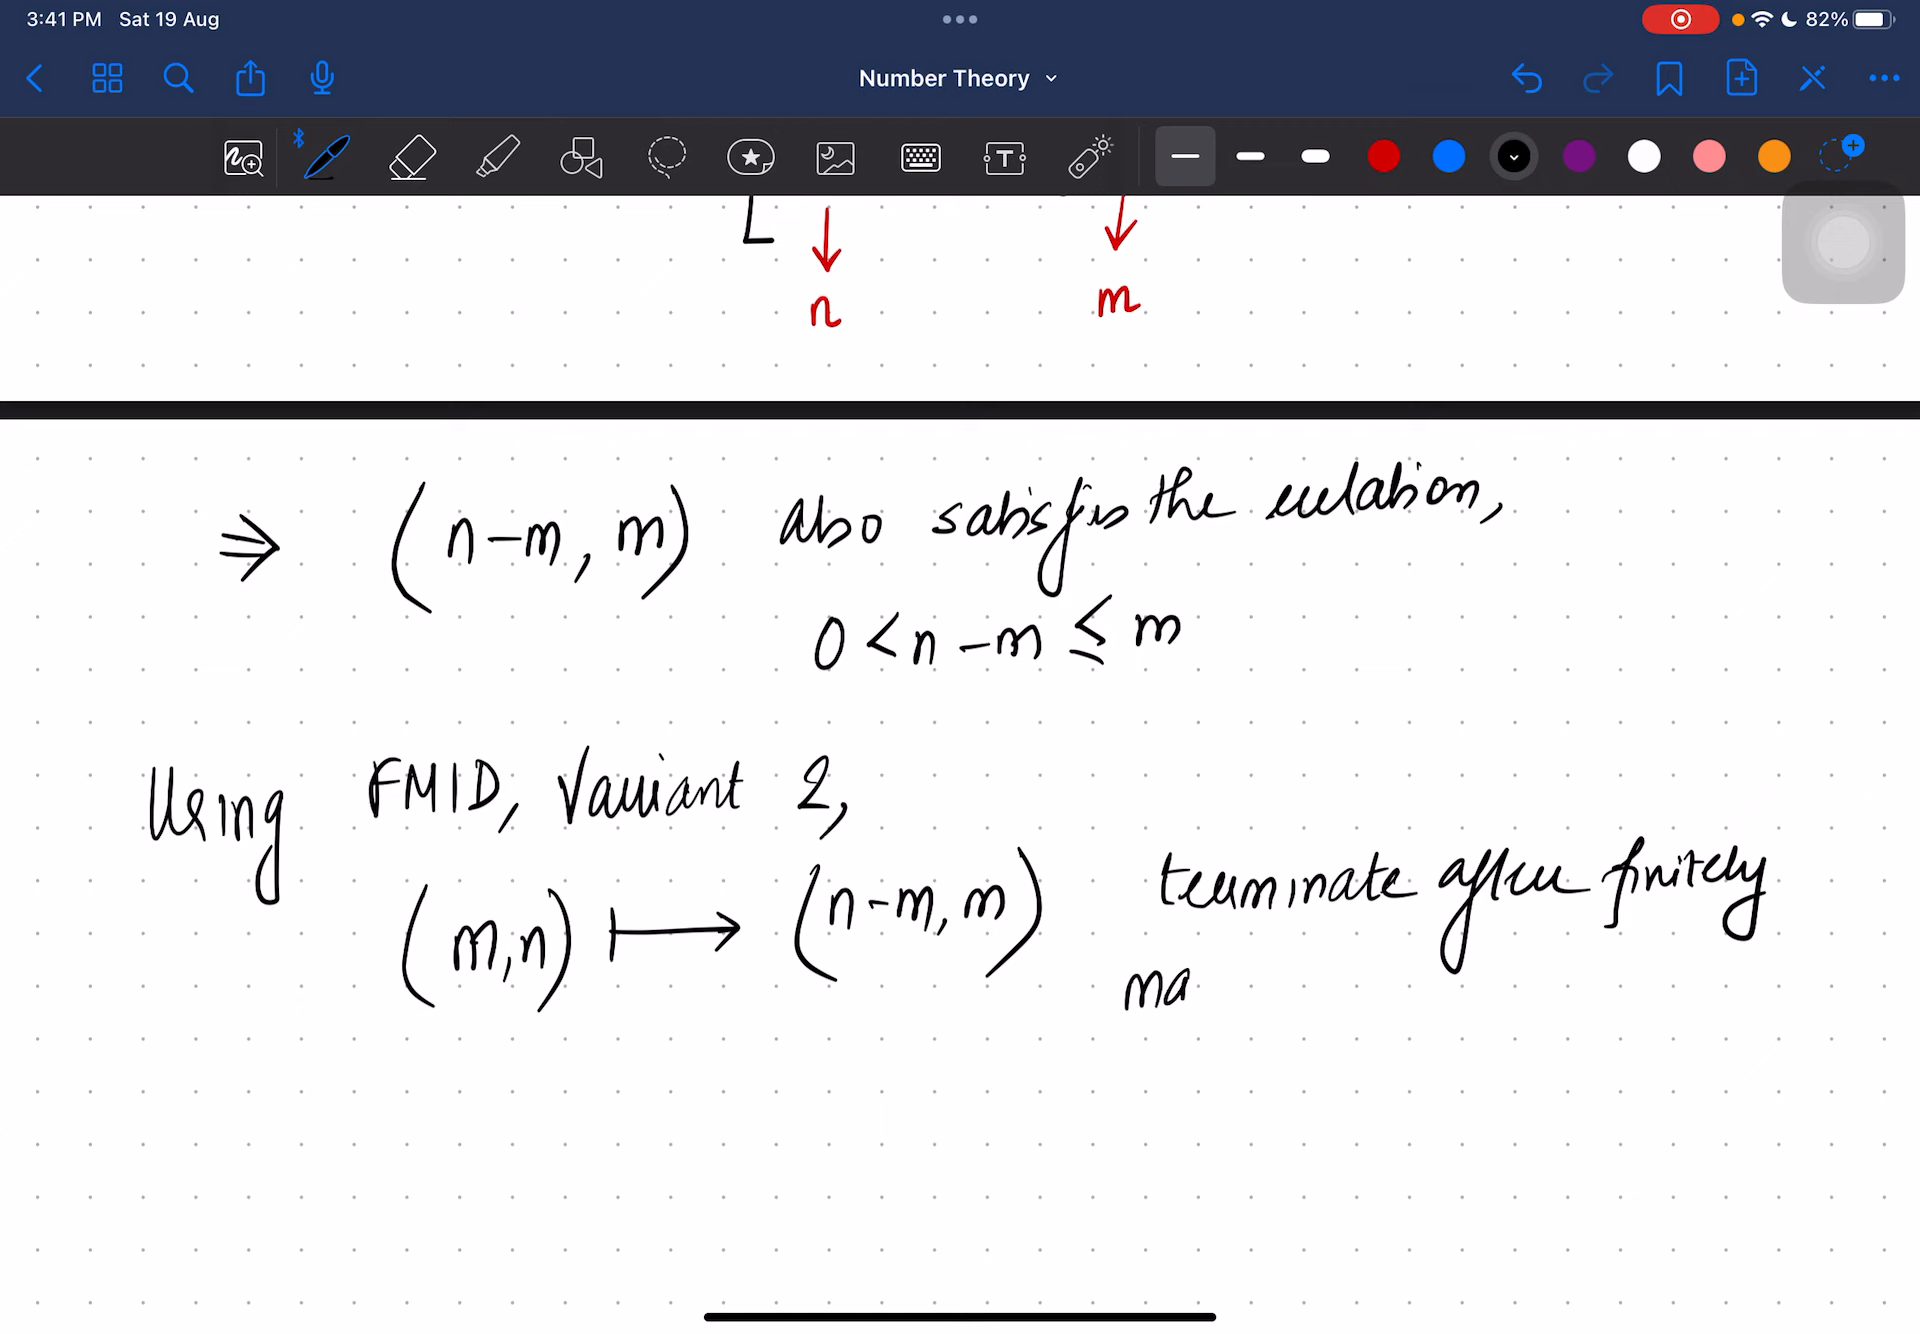 3:41 PM Sat 19 Aug
82%
Number Theory
T
n
m
⇒ (n-m, m) also satisfies the relation,
0 < n - m ≤ m
Using FMID, Variant 2,
(m,n) ⟼ (n-m, m) terminate after finitely
ma